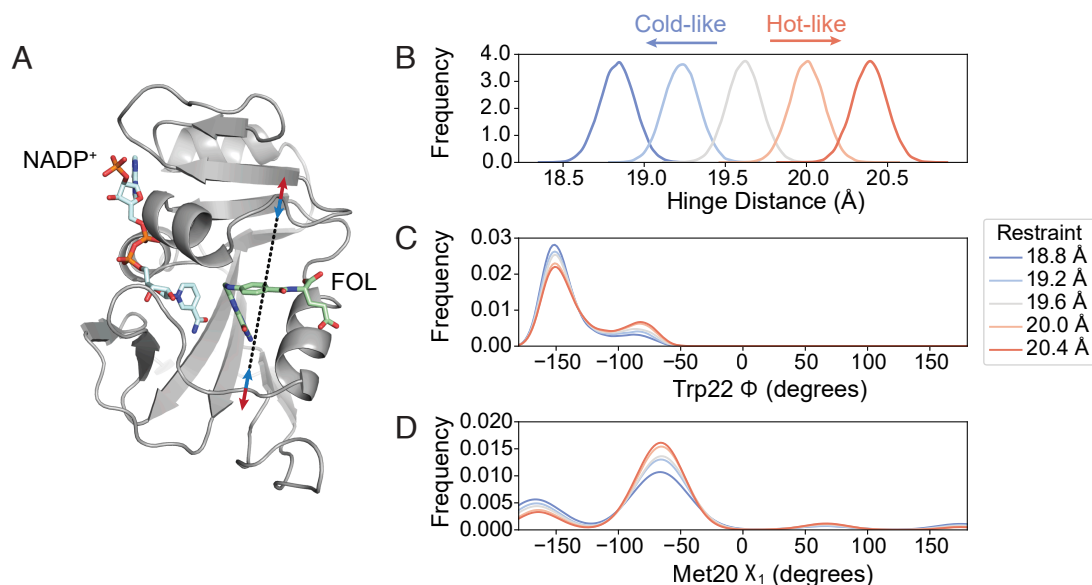 A
NADP+
FOL
Cold-like
Hot-like
B
Frequency
4.0
3.0
2.0
1.0
0.0
18.5 19.0 19.5 20.0 20.5
Hinge Distance (Å)
C
Frequency
0.03
0.02
0.01
0.00
−150 −100 −50 0 50 100 150
Trp22 Φ (degrees)
D
Frequency
0.020
0.015
0.010
0.005
0.000
−150 −100 −50 0 50 100 150
Met20 χ1 (degrees)
Restraint
18.8 Å
19.2 Å
19.6 Å
20.0 Å
20.4 Å